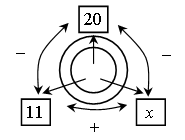 20
– –
11 x
+